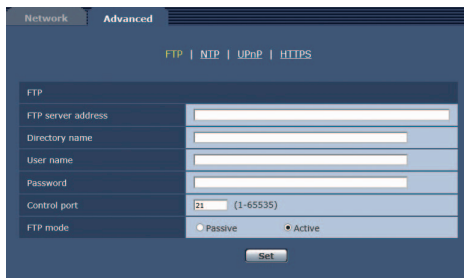 Network Advanced
FTP | NTP | UPnP | HTTPS
FTP
FTP server address
Directory name
User name
Password
Control port 21 (1-65535)
FTP mode Passive Active
Set